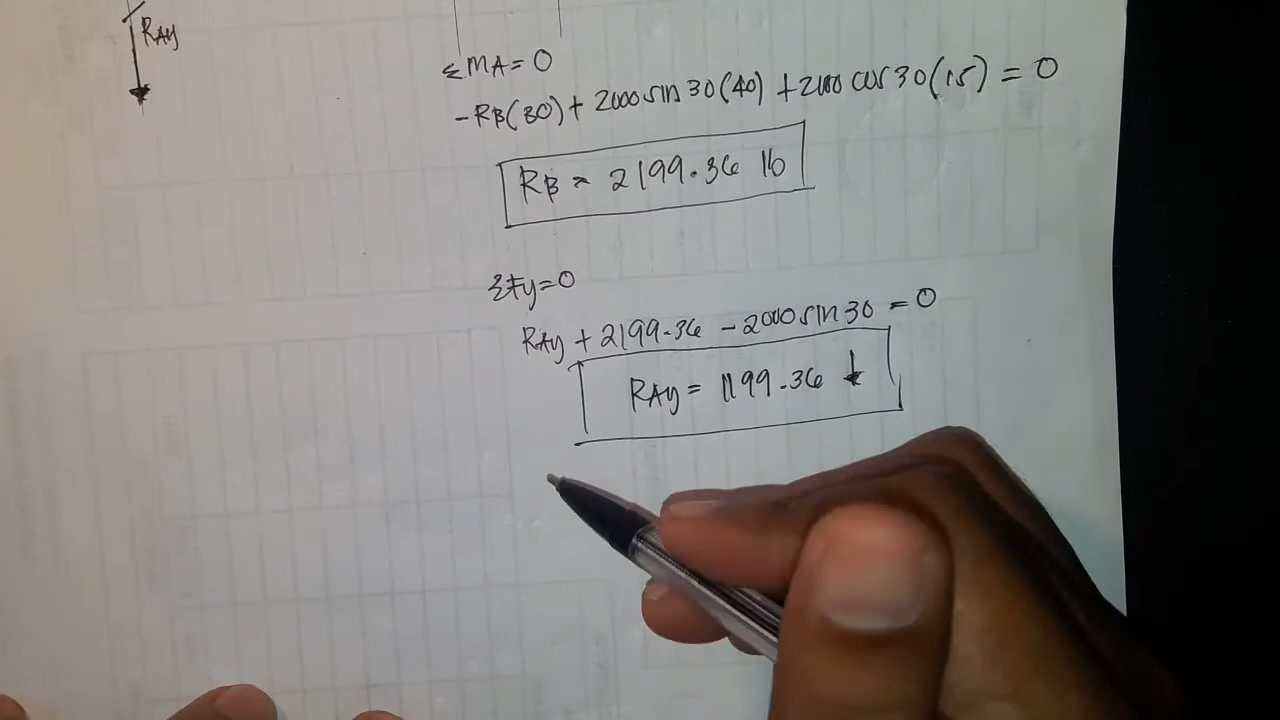 RAy
ΣMA = 0
-RB(30) + 2000 sin 30 (40) + 2000 cos 30 (15) = 0
RB = 2199.36 lb
ΣFy = 0
RAy + 2199.36 - 2000 sin 30 = 0
RAy = 1199.36 ↓